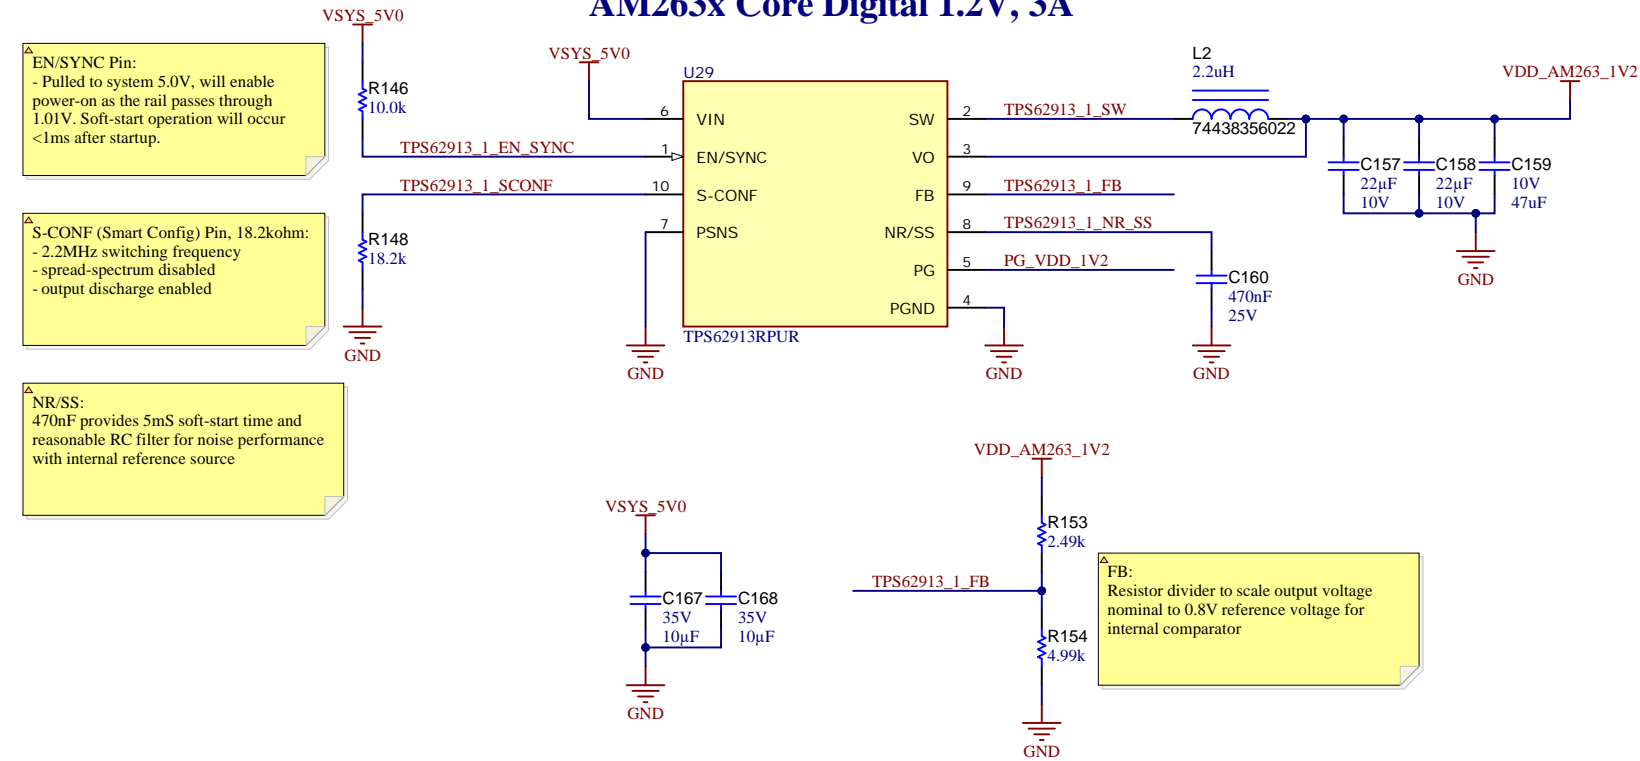 AM263x Core Digital 1.2V, 3A
VSYS_5V0
EN/SYNC Pin:
- Pulled to system 5.0V, will enable
power-on as the rail passes through
1.01V. Soft-start operation will occur
<1ms after startup.
R146
10.0k
TPS62913_1_EN_SYNC
TPS62913_1_SCONF
R148
18.2k
GND
S-CONF (Smart Config) Pin, 18.2kohm:
- 2.2MHz switching frequency
- spread-spectrum disabled
- output discharge enabled
NR/SS:
470nF provides 5mS soft-start time and
reasonable RC filter for noise performance
with internal reference source
VSYS_5V0
U29
6 VIN
1 EN/SYNC
10 S-CONF
7 PSNS
SW 2
VO 3
FB 9
NR/SS 8
PG 5
PGND 4
TPS62913RPUR
GND
TPS62913_1_SW
TPS62913_1_FB
TPS62913_1_NR_SS
PG_VDD_1V2
GND
C160
470nF
25V
GND
L2
2.2uH
74438356022
VDD_AM263_1V2
C157
22µF
10V
C158
22µF
10V
C159
10V
47uF
GND
VSYS_5V0
C167
35V
10µF
C168
35V
10µF
GND
VDD_AM263_1V2
R153
2.49k
TPS62913_1_FB
R154
4.99k
GND
FB:
Resistor divider to scale output voltage
nominal to 0.8V reference voltage for
internal comparator